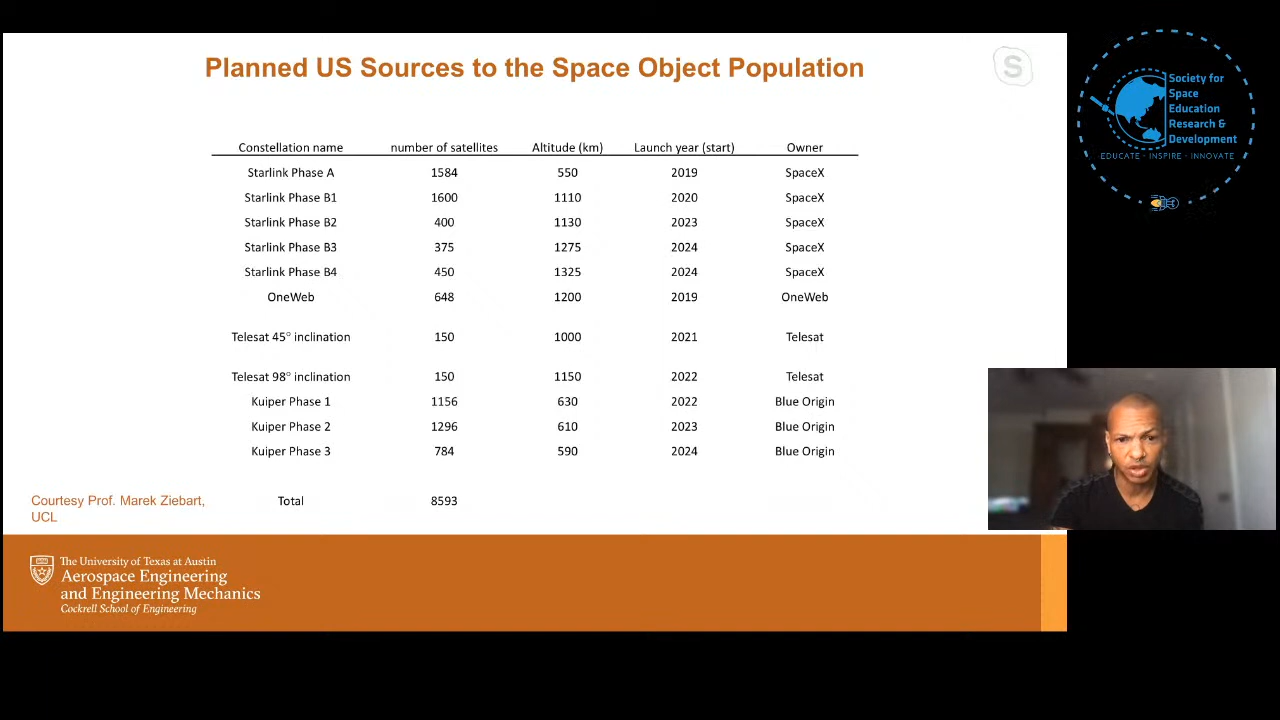 Planned US Sources to the Space Object Population
S
Society for
Space
Education
Research &
Development
EDUCATE · INSPIRE · INNOVATE
Constellation name number of satellites Altitude (km) Launch year (start) Owner
Starlink Phase A 1584 550 2019 SpaceX
Starlink Phase B1 1600 1110 2020 SpaceX
Starlink Phase B2 400 1130 2023 SpaceX
Starlink Phase B3 375 1275 2024 SpaceX
Starlink Phase B4 450 1325 2024 SpaceX
OneWeb 648 1200 2019 OneWeb
Telesat 45° inclination 150 1000 2021 Telesat
Telesat 98° inclination 150 1150 2022 Telesat
Kuiper Phase 1 1156 630 2022 Blue Origin
Kuiper Phase 2 1296 610 2023 Blue Origin
Kuiper Phase 3 784 590 2024 Blue Origin
Total 8593
Courtesy Prof. Marek Ziebart,
UCL
The University of Texas at Austin
Aerospace Engineering
and Engineering Mechanics
Cockrell School of Engineering